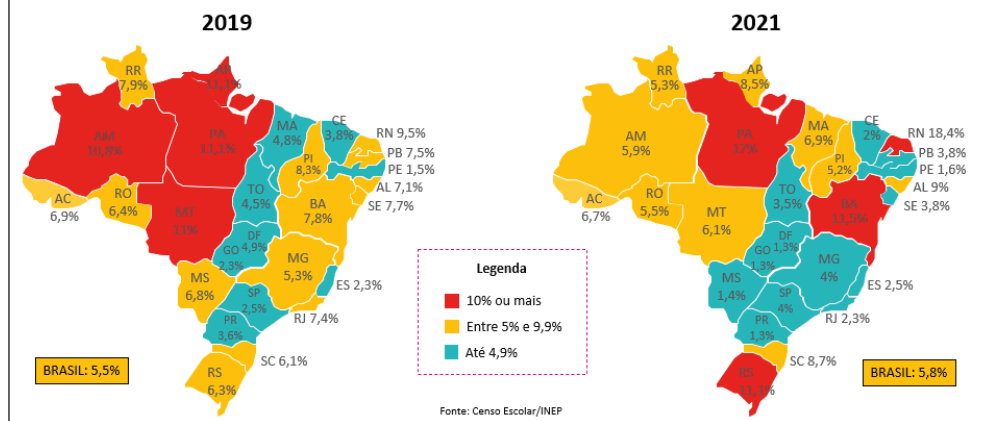 2019
RR
7,9%
AP
11,1%
AM
10,8%
PA
11,1%
MA
4,8%
CE
3,8%
RN 9,5%
PB 7,5%
PE 1,5%
AL 7,1%
SE 7,7%
PI
8,3%
AC
6,9%
RO
6,4%
TO
4,5%
BA
7,8%
MT
11%
DF
4,9%
GO
2,3%
MG
5,3%
ES 2,3%
MS
6,8%
SP
2,5%
RJ 7,4%
PR
3,6%
SC 6,1%
RS
6,3%
BRASIL: 5,5%
2021
RR
5,3%
AP
8,5%
AM
5,9%
PA
17%
MA
6,9%
CE
2%
RN 18,4%
PB 3,8%
PE 1,6%
AL 9%
SE 3,8%
PI
5,2%
AC
6,7%
RO
5,5%
TO
3,5%
BA
11,5%
MT
6,1%
DF
1,3%
GO
1,3%
MG
4%
ES 2,5%
MS
1,4%
SP
4%
RJ 2,3%
PR
1,3%
SC 8,7%
RS
BRASIL: 5,8%
Legenda
10% ou mais
Entre 5% e 9,9%
Até 4,9%
Fonte: Censo Escolar/INEP